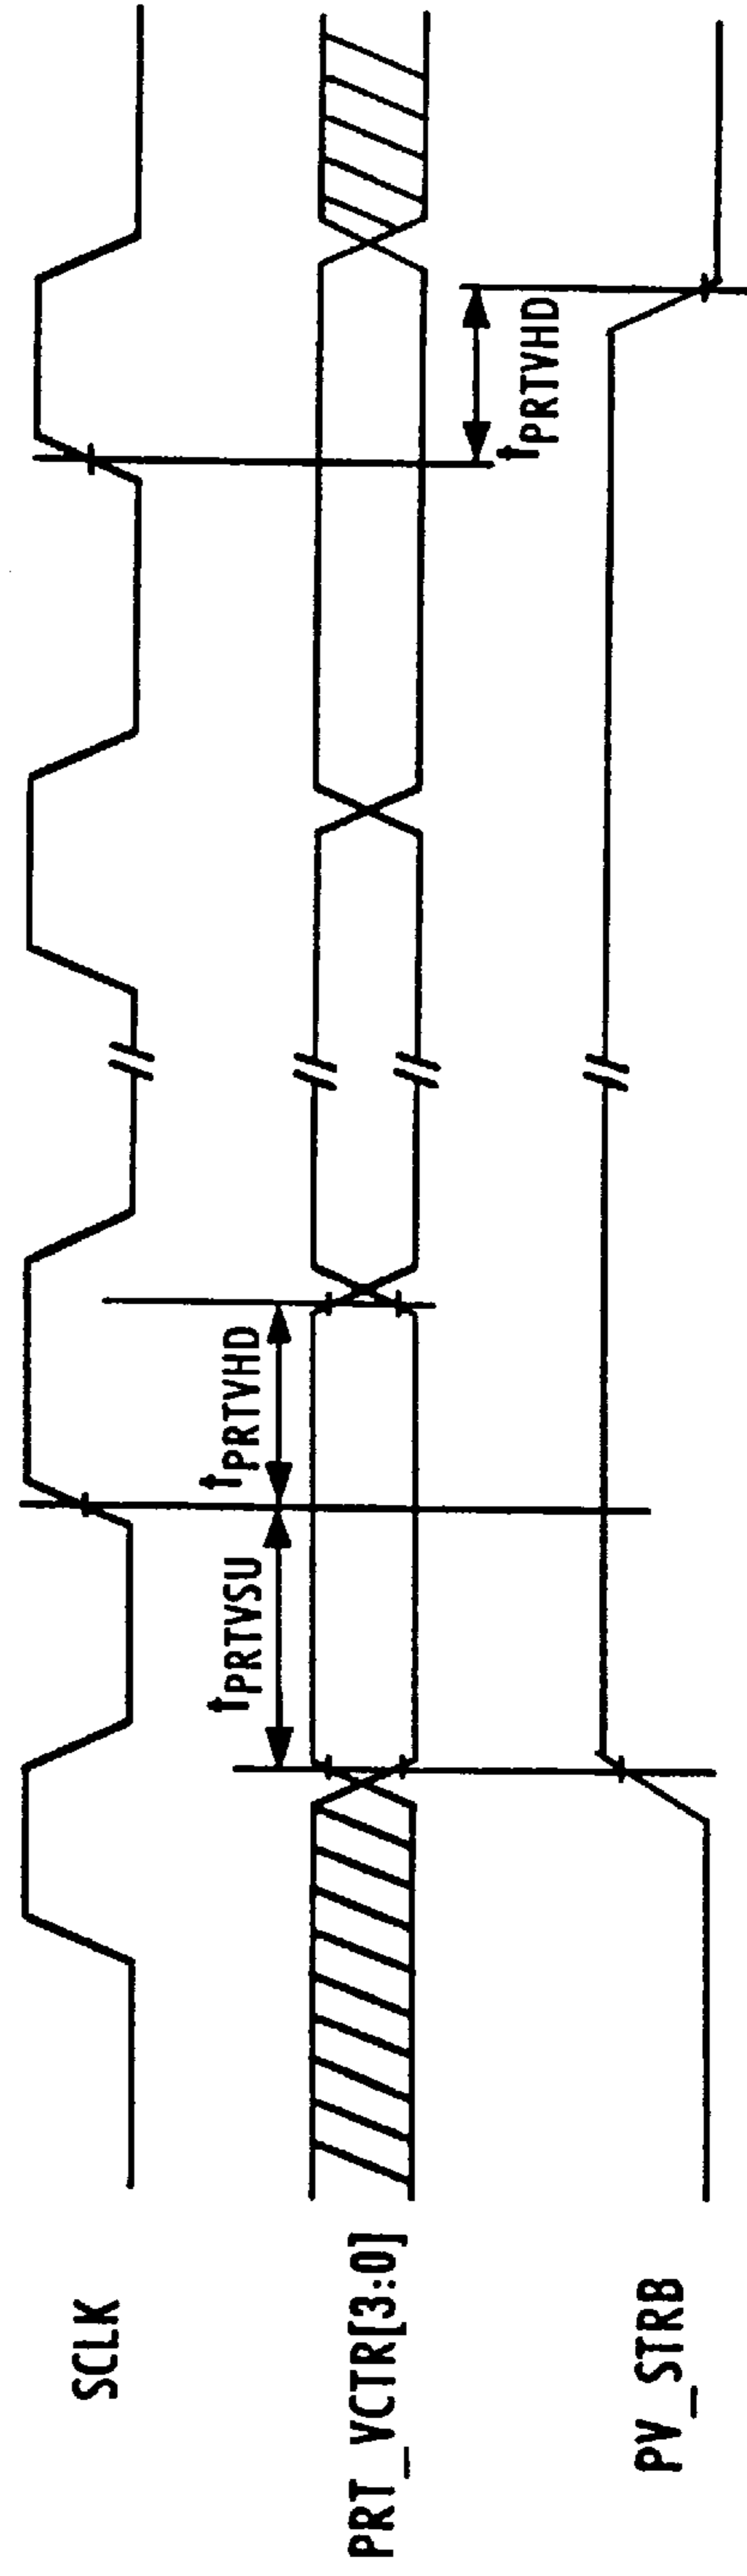 SCLK
tPRTVSU
tPRTVHD
PRT_VCTR[3:0]
tPRTVHD
PV_STRB